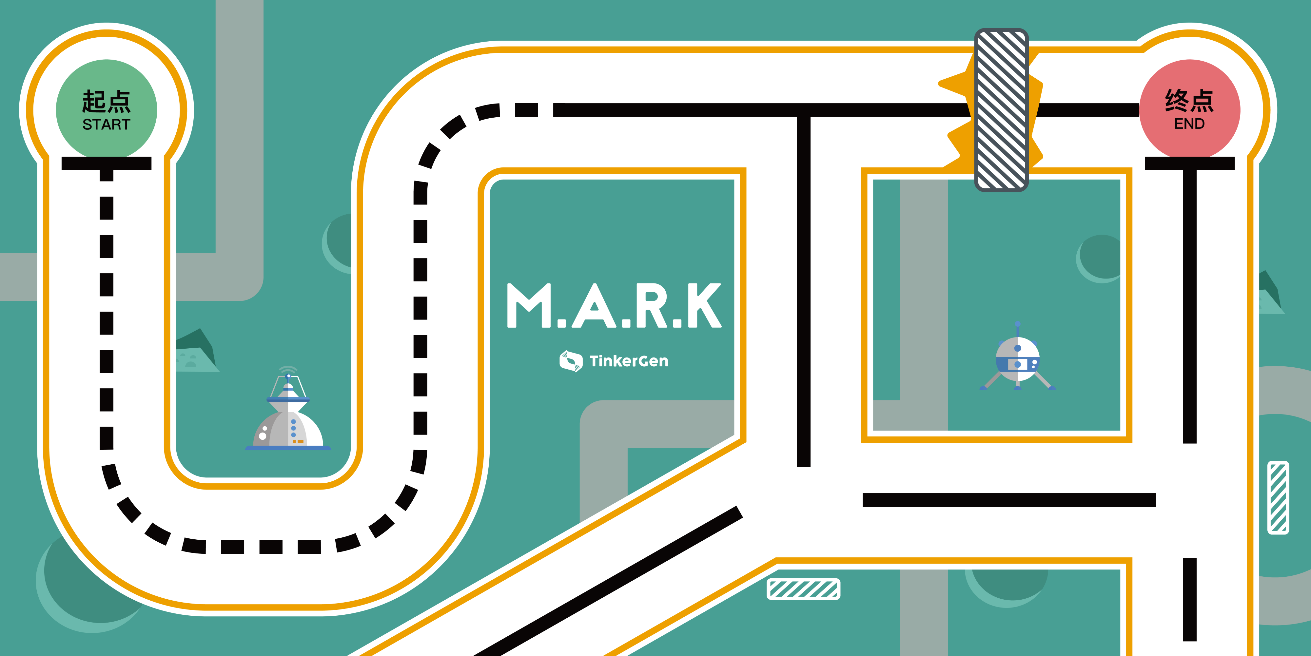 起点
START
终点
END
M.A.R.K
TinkerGen